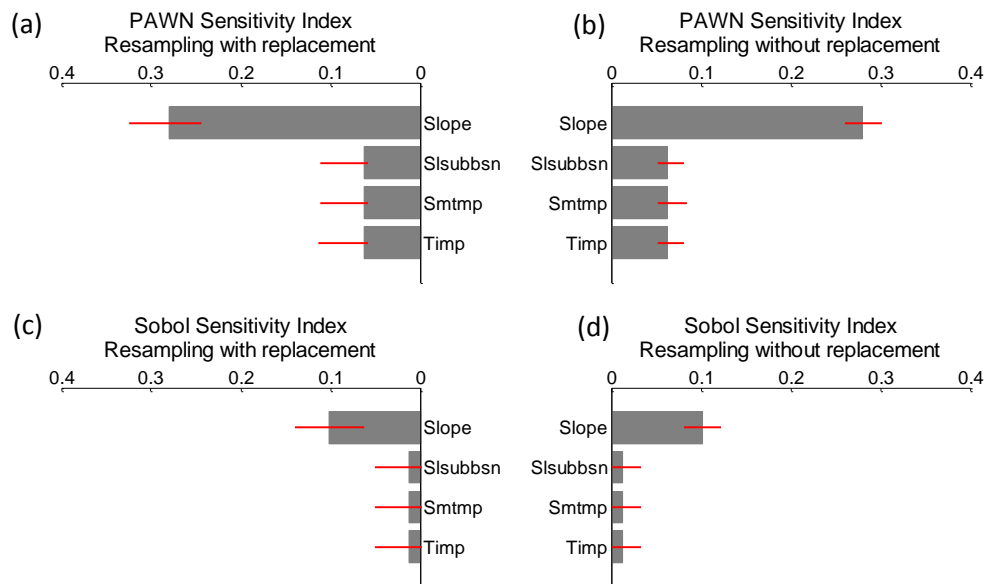 (a)
PAWN Sensitivity Index
Resampling with replacement
0.4 0.3 0.2 0.1 0
Slope
Slsubbsn
Smtmp
Timp
(b)
PAWN Sensitivity Index
Resampling without replacement
0 0.1 0.2 0.3 0.4
Slope
Slsubbsn
Smtmp
Timp
(c)
Sobol Sensitivity Index
Resampling with replacement
0.4 0.3 0.2 0.1 0
Slope
Slsubbsn
Smtmp
Timp
(d)
Sobol Sensitivity Index
Resampling without replacement
0 0.1 0.2 0.3 0.4
Slope
Slsubbsn
Smtmp
Timp